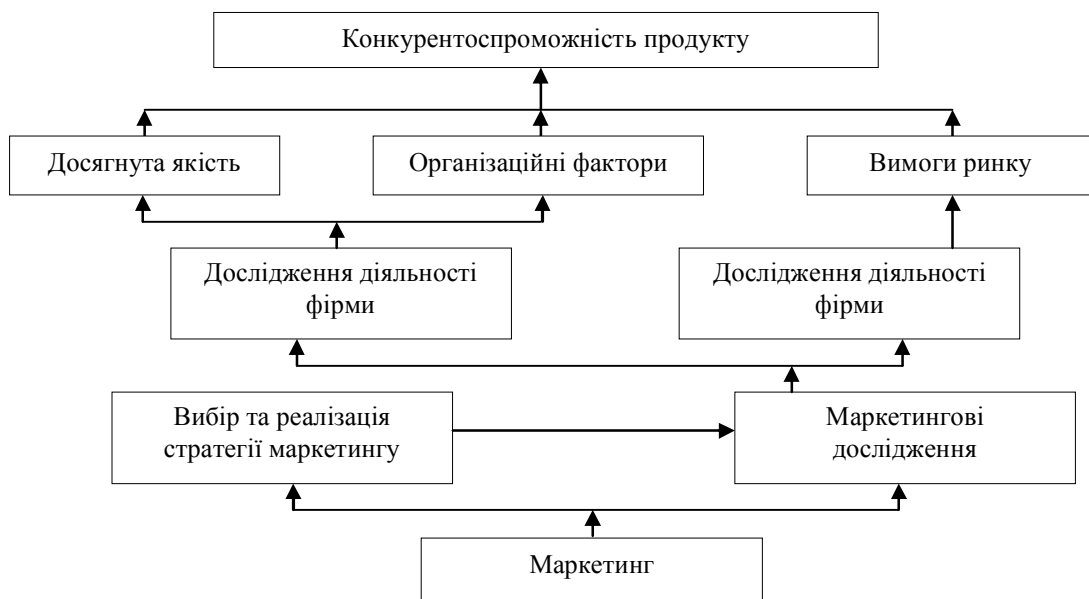 Конкурентоспроможність продукту
Досягнута якість
Організаційні фактори
Вимоги ринку
Дослідження діяльності
фірми
Дослідження діяльності
фірми
Вибір та реалізація
стратегії маркетингу
Маркетингові
дослідження
Маркетинг